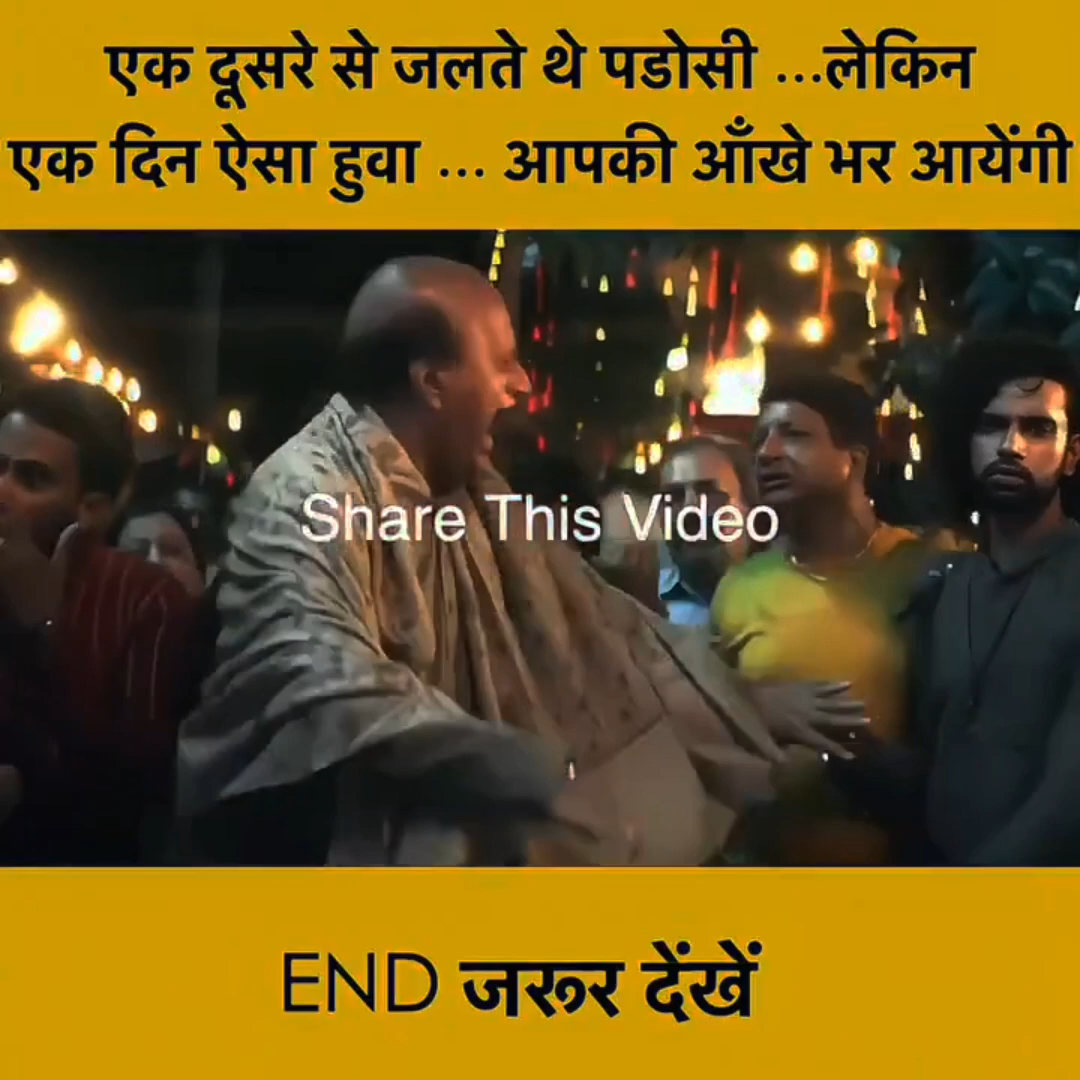 एक दूसरे से जलते थे पडोसी ...लेकिन
एक दिन ऐसा हुवा ... आपकी आँखे भर आयेंगी
Share This Video
END जरूर देंखें